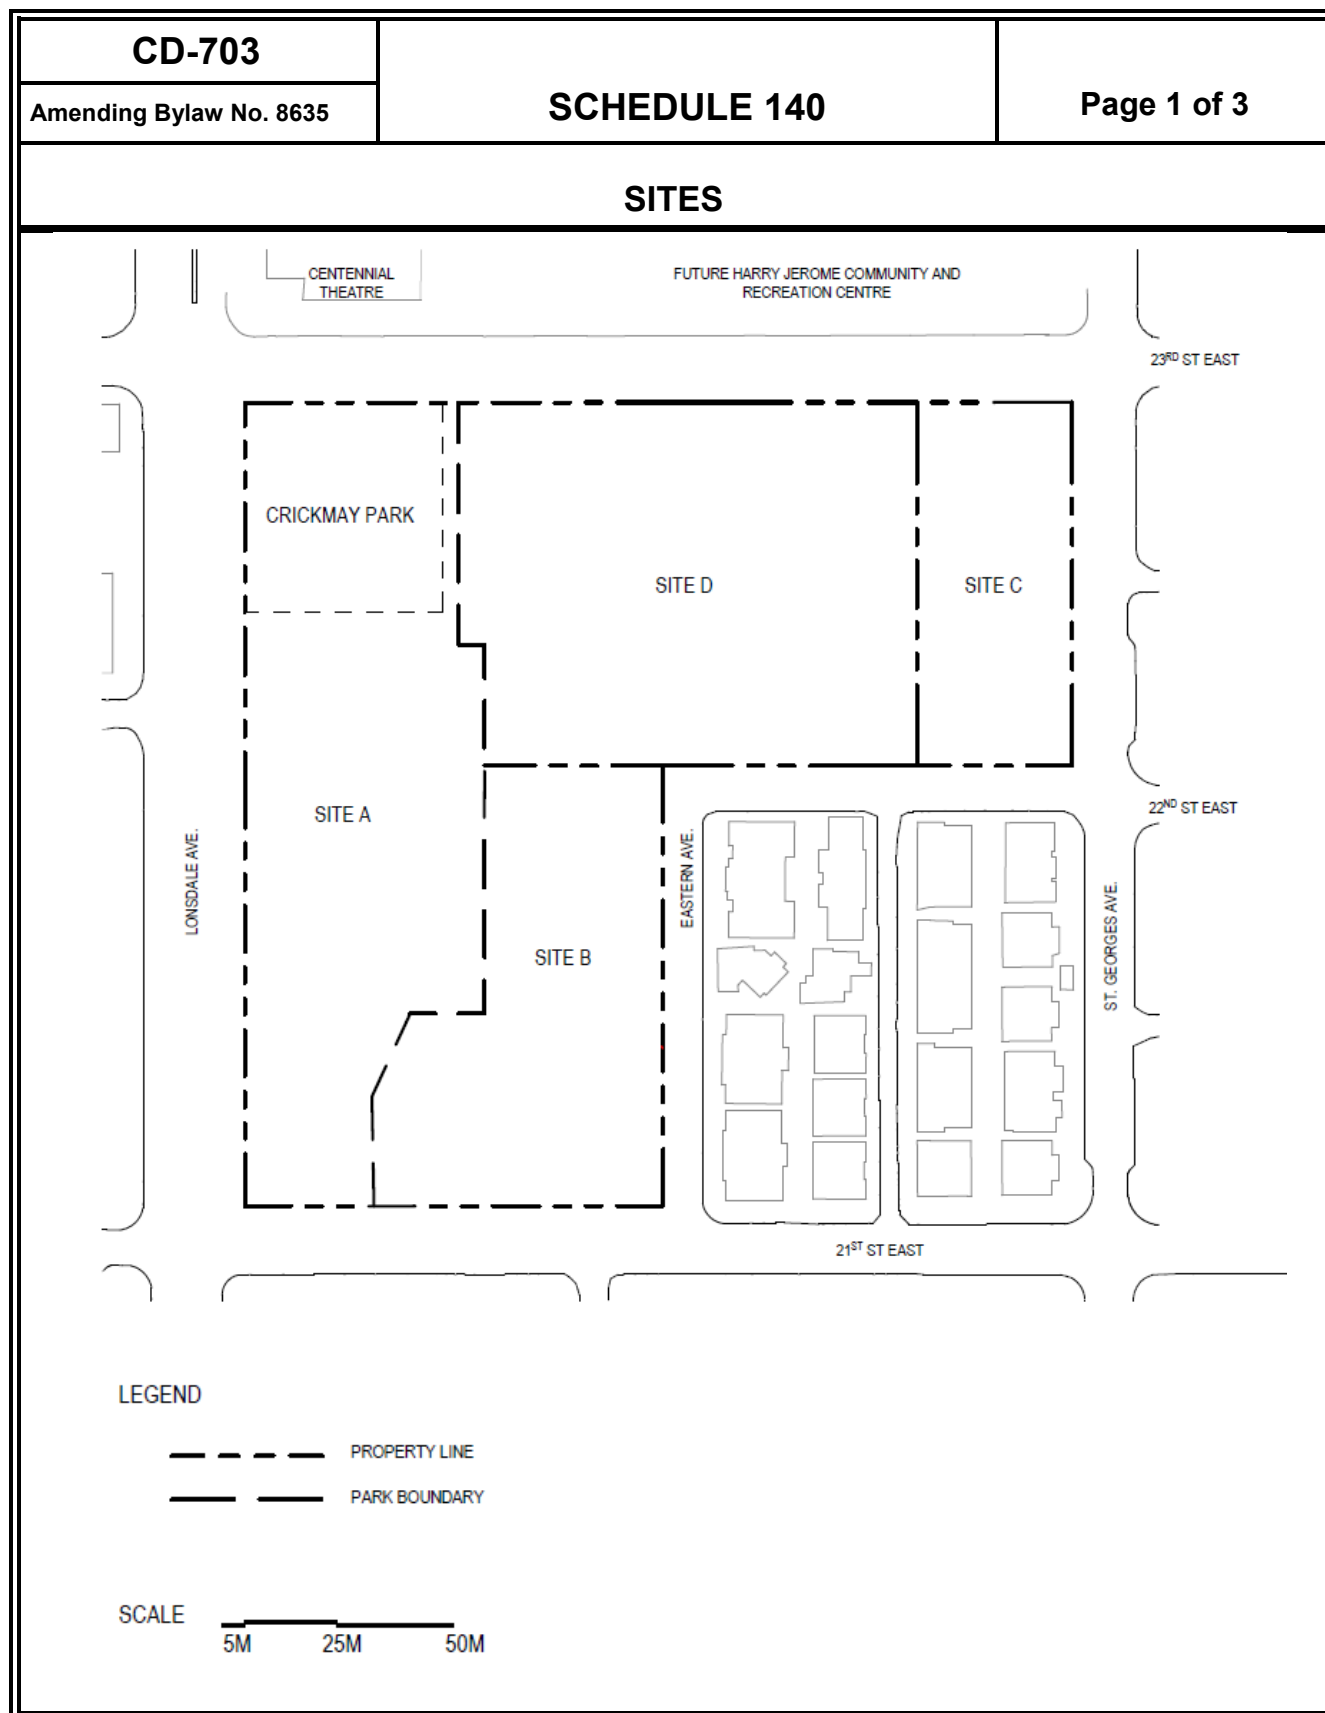 CD-703
Amending Bylaw No. 8635
SCHEDULE 140
Page 1 of 3
SITES
CENTENNIAL
THEATRE
FUTURE HARRY JEROME COMMUNITY AND
RECREATION CENTRE
23RD ST EAST
CRICKMAY PARK
SITE D
SITE C
SITE A
22ND ST EAST
LONSDALE AVE.
EASTERN AVE.
ST. GEORGES AVE.
SITE B
21ST ST EAST
LEGEND
PROPERTY LINE
PARK BOUNDARY
SCALE
5M 25M 50M